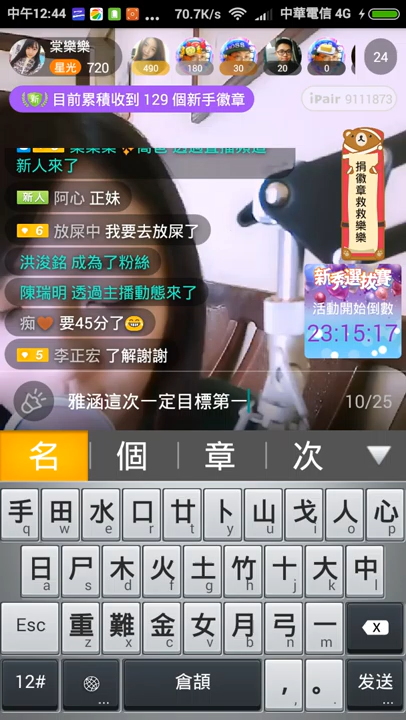 中午12:44 ... 70.7K/s 中華電信 4G
棠樂樂
星光 720
490 180 30 20 0 24
新 目前累積收到 129 個新手徽章
iPair 9111873
捐徽章救救樂樂
新人來了
新人 阿心 正妹
6 放屎中 我要去放屎了
洪浚銘 成為了粉絲
陳瑞明 透過主播動態來了
痴 要45分了
5 李正宏 了解謝謝
新秀選拔賽
活動開始倒數
23:15:17
雅涵這次一定目標第一 10/25
名 個 章 次
手 q 田 w 水 e 口 r 廿 t 卜 y 山 u 戈 i 人 o 心 p
日 a 尸 s 木 d 火 f 土 g 竹 h 十 j 大 k 中 l
Esc 重 z 難 x 金 c 女 v 月 b 弓 n 一 m
12# ... 倉頡 , 。 发送